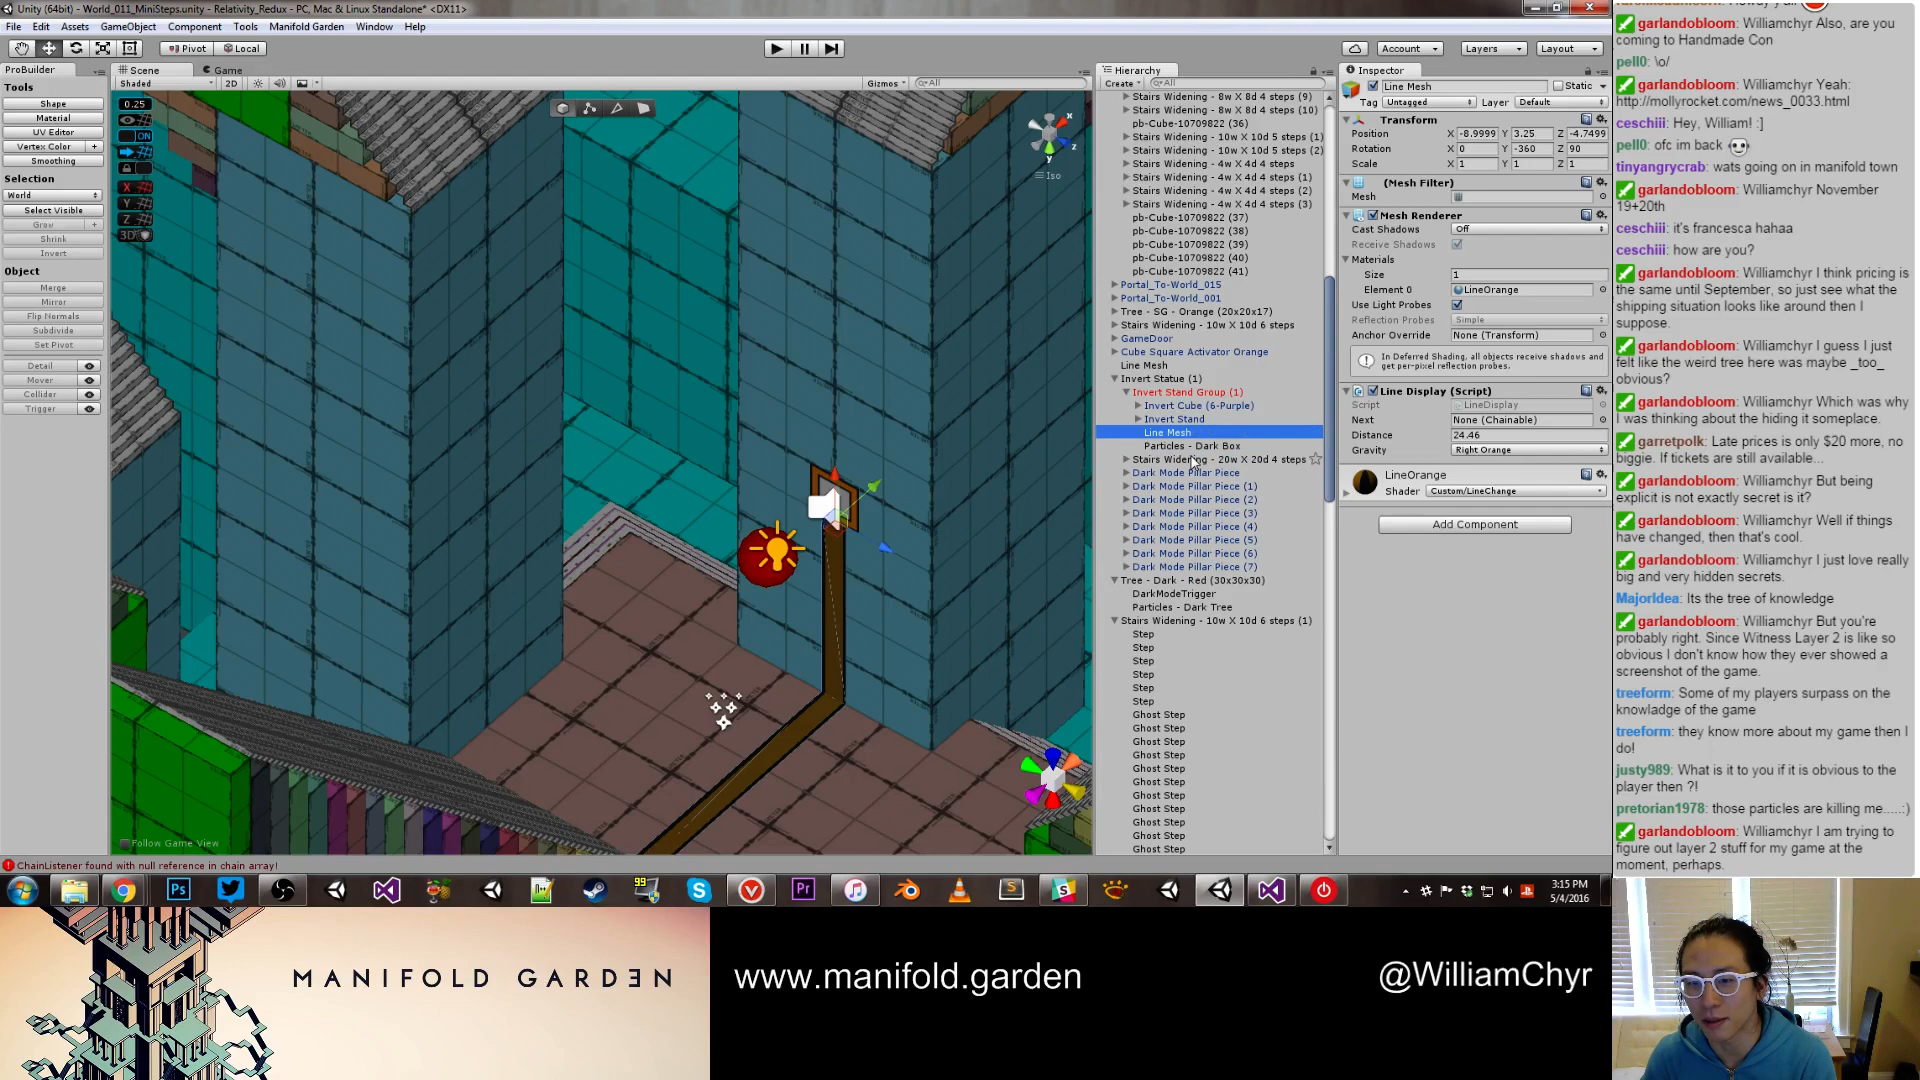 Unity (64bit) - World_011_MiniSteps.unity - Relativity_Redux - PC, Mac & Linux Standalone* <DX11>
File Edit Assets GameObject Component Tools Manifold Garden Window Help
Pivot Local
Account Layers Layout
ProBuilder
Tools
Shape
Material
UV Editor
Vertex Color +
Smoothing
Selection
World
Select Visible
Grow +
Shrink
Invert
Object
Merge
Mirror
Flip Normals
Subdivide
Set Pivot
Detail
Mover
Collider
Trigger
Scene Game
Shaded 2D Gizmos All
0.25
ON
X
Y
Z
3D
x
z
y
Iso
Follow Game View
Hierarchy
Create All
Stairs Widening - 8w X 8d 4 steps (9)
Stairs Widening - 8w X 8d 4 steps (10)
pb-Cube-10709822 (36)
Stairs Widening - 10w X 10d 5 steps (1)
Stairs Widening - 10w X 10d 5 steps (2)
Stairs Widening - 4w X 4d 4 steps
Stairs Widening - 4w X 4d 4 steps (1)
Stairs Widening - 4w X 4d 4 steps (2)
Stairs Widening - 4w X 4d 4 steps (3)
pb-Cube-10709822 (37)
pb-Cube-10709822 (38)
pb-Cube-10709822 (39)
pb-Cube-10709822 (40)
pb-Cube-10709822 (41)
Portal_To-World_015
Portal_To-World_001
Tree - SG - Orange (20x20x17)
Stairs Widening - 10w X 10d 6 steps
GameDoor
Cube Square Activator Orange
Line Mesh
Invert Statue (1)
Invert Stand Group (1)
Invert Cube (6-Purple)
Invert Stand
Line Mesh
Particles - Dark Box
Stairs Widening - 20w X 20d 4 steps
Dark Mode Pillar Piece
Dark Mode Pillar Piece (1)
Dark Mode Pillar Piece (2)
Dark Mode Pillar Piece (3)
Dark Mode Pillar Piece (4)
Dark Mode Pillar Piece (5)
Dark Mode Pillar Piece (6)
Dark Mode Pillar Piece (7)
Tree - Dark - Red (30x30x30)
DarkModeTrigger
Particles - Dark Tree
Stairs Widening - 10w X 10d 6 steps (1)
Step
Step
Step
Step
Step
Step
Ghost Step
Ghost Step
Ghost Step
Ghost Step
Ghost Step
Ghost Step
Ghost Step
Ghost Step
Ghost Step
Ghost Step
Ghost Step
Inspector
Line Mesh Static
Tag Untagged Layer Default
Transform
Position X -8.9999 Y 3.25 Z -4.7499
Rotation X 0 Y -360 Z 90
Scale X 1 Y 1 Z 1
(Mesh Filter)
Mesh
Mesh Renderer
Cast Shadows Off
Receive Shadows
Materials
Size 1
Element 0 LineOrange
Use Light Probes
Reflection Probes Simple
Anchor Override None (Transform)
In Deferred Shading, all objects receive shadows and
get per-pixel reflection probes.
Line Display (Script)
Script LineDisplay
Next None (Chainable)
Distance 24.46
Gravity Right Orange
LineOrange
Shader Custom/LineChange
Add Component
ChainListener found with null reference in chain array!
99
3:15 PM
5/4/2016
garlandobloom: Williamchyr Also, are you
coming to Handmade Con
pell0: \o/
garlandobloom: Williamchyr Yeah:
http://mollyrocket.com/news_0033.html
ceschiii: Hey, William! :]
pell0: ofc im back
tinyangrycrab: wats going on in manifold town
garlandobloom: Williamchyr November
19+20th
ceschiii: it's francesca hahaa
ceschiii: how are you?
garlandobloom: Williamchyr I think pricing is
the same until September, so just see what the
shipping situation looks like around then I
suppose.
garlandobloom: Williamchyr I guess I just
felt like the weird tree here was maybe _too_
obvious?
garlandobloom: Williamchyr Which was why
I was thinking about the hiding it someplace.
garretpolk: Late prices is only $20 more, no
biggie. If tickets are still available...
garlandobloom: Williamchyr But being
explicit is not exactly secret is it?
garlandobloom: Williamchyr Well if things
have changed, then that's cool.
garlandobloom: Williamchyr I just love really
big and very hidden secrets.
MajorIdea: Its the tree of knowledge
garlandobloom: Williamchyr But you're
probably right. Since Witness Layer 2 is like so
obvious I don't know how they ever showed a
screenshot of the game.
treeform: Some of my players surpass on the
knowladge of the game
treeform: they know more about my game then I
do!
justy989: What is it to you if it is obvious to the
player then ?!
pretorian1978: those particles are killing me.....:)
garlandobloom: Williamchyr I am trying to
figure out layer 2 stuff for my game at the
moment, perhaps.
MANIFOLD GARDƎN
www.manifold.garden
@WilliamChyr